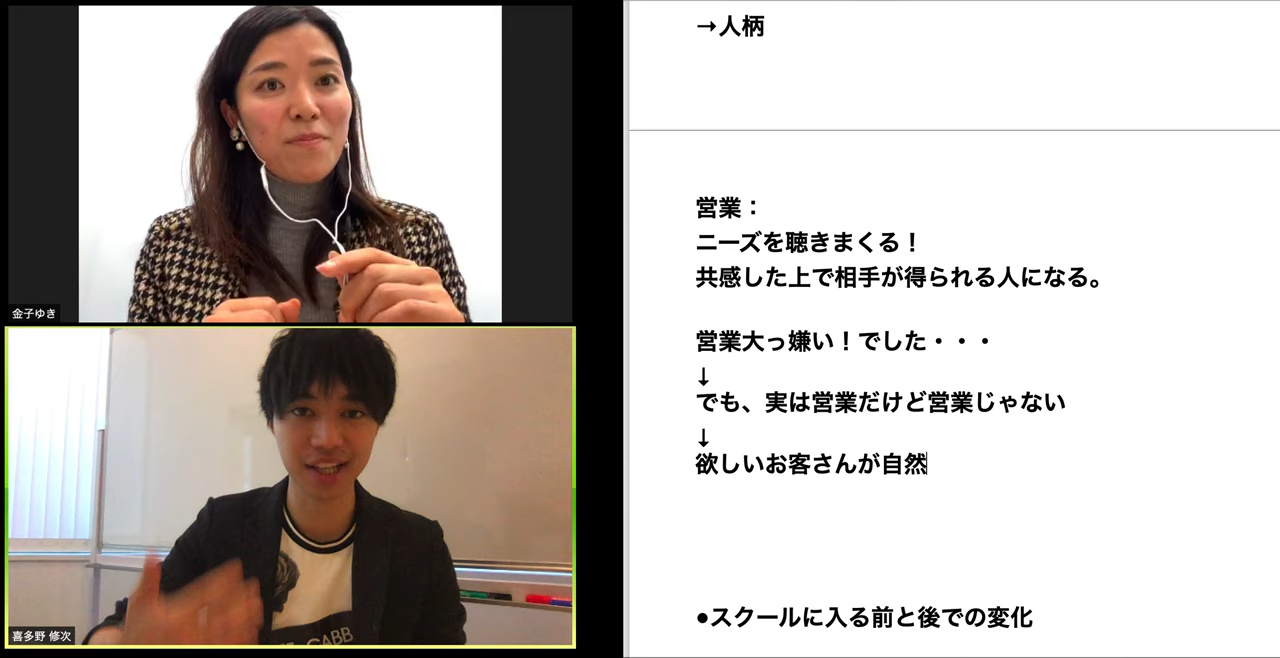 →人柄
営業：
ニーズを聴きまくる！
共感した上で相手が得られる人になる。
営業大っ嫌い！でした・・・
↓
でも、実は営業だけど営業じゃない
↓
欲しいお客さんが自然
●スクールに入る前と後での変化
金子ゆき
喜多野 修次
GABB